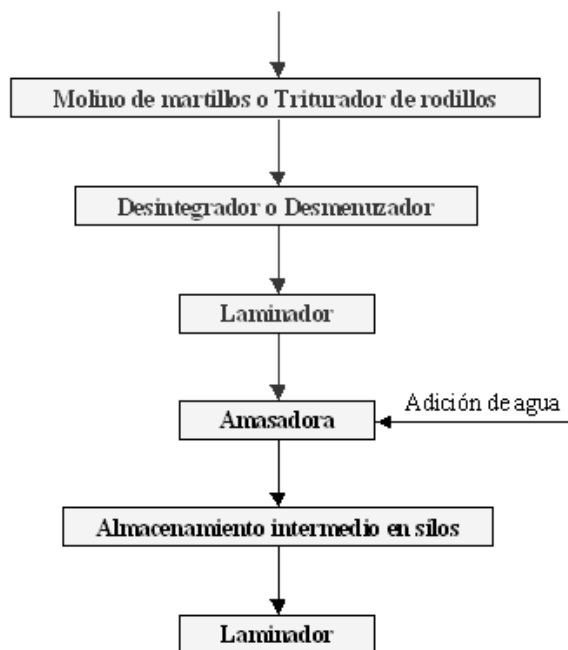 Molino de martillos o Triturador de rodillos
Desintegrador o Desmenuzador
Laminador
Adición de agua
Amasadora
Almacenamiento intermedio en silos
Laminador